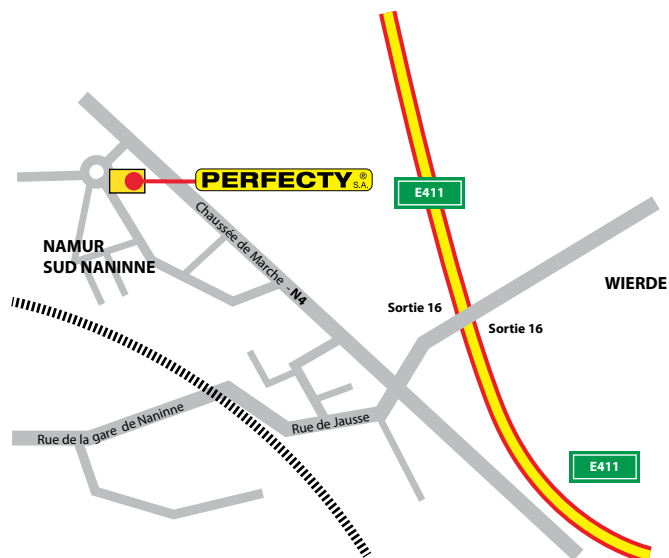 PERFECTY ®
S.A.
E411
Chaussée de Marche - N4
NAMUR
SUD NANINNE
WIERDE
Sortie 16
Sortie 16
Rue de Jausse
Rue de la gare de Naninne
E411